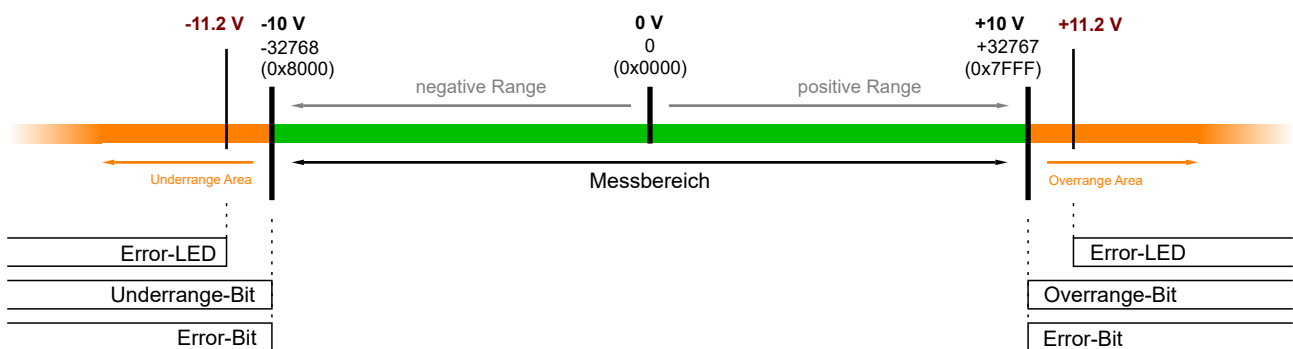 -11.2 V
-10 V
-32768
(0x8000)
0 V
0
(0x0000)
+10 V
+32767
(0x7FFF)
+11.2 V
negative Range
positive Range
Underrange Area
Messbereich
Overrange Area
Error-LED
Error-LED
Underrange-Bit
Overrange-Bit
Error-Bit
Error-Bit